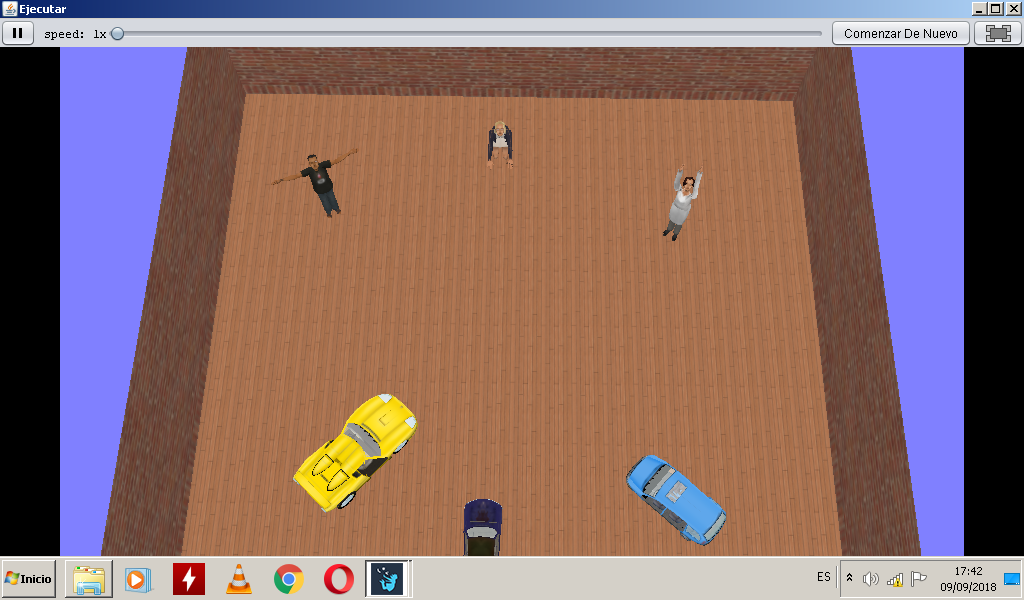 Ejecutar
speed: 1x
Comenzar De Nuevo
Inicio
ES
17:42
09/09/2018